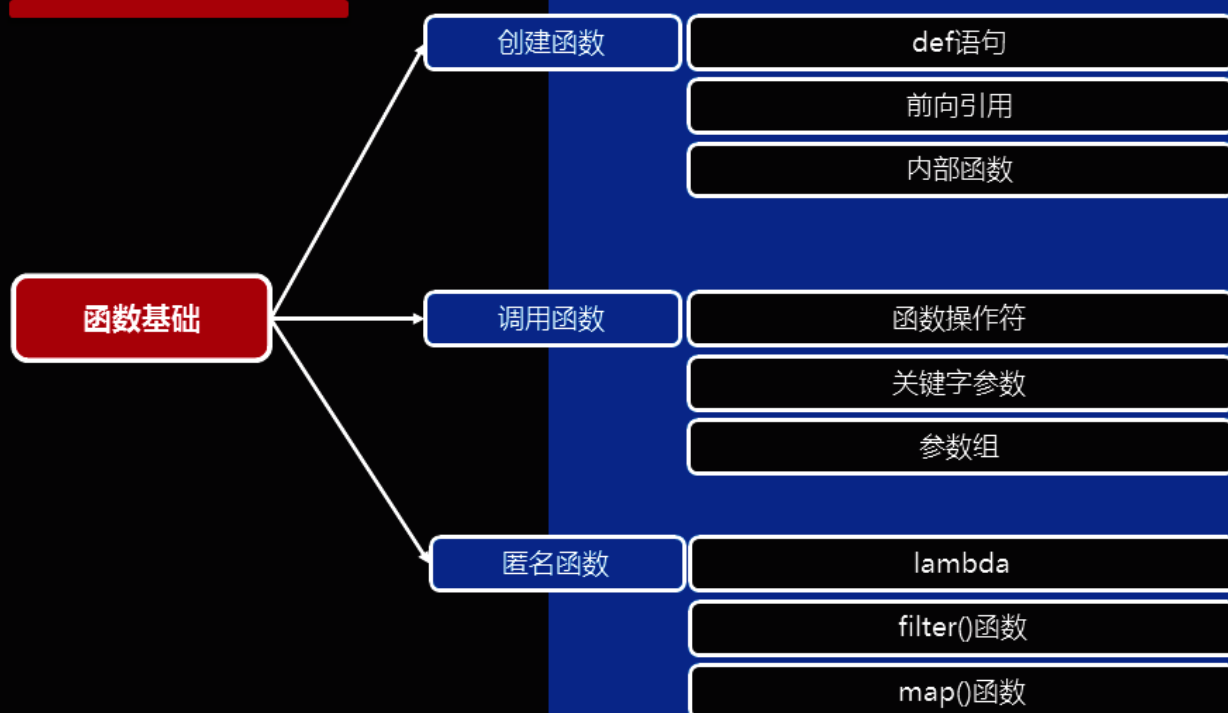 函数基础
创建函数
def语句
前向引用
内部函数
调用函数
函数操作符
关键字参数
参数组
匿名函数
lambda
filter()函数
map()函数